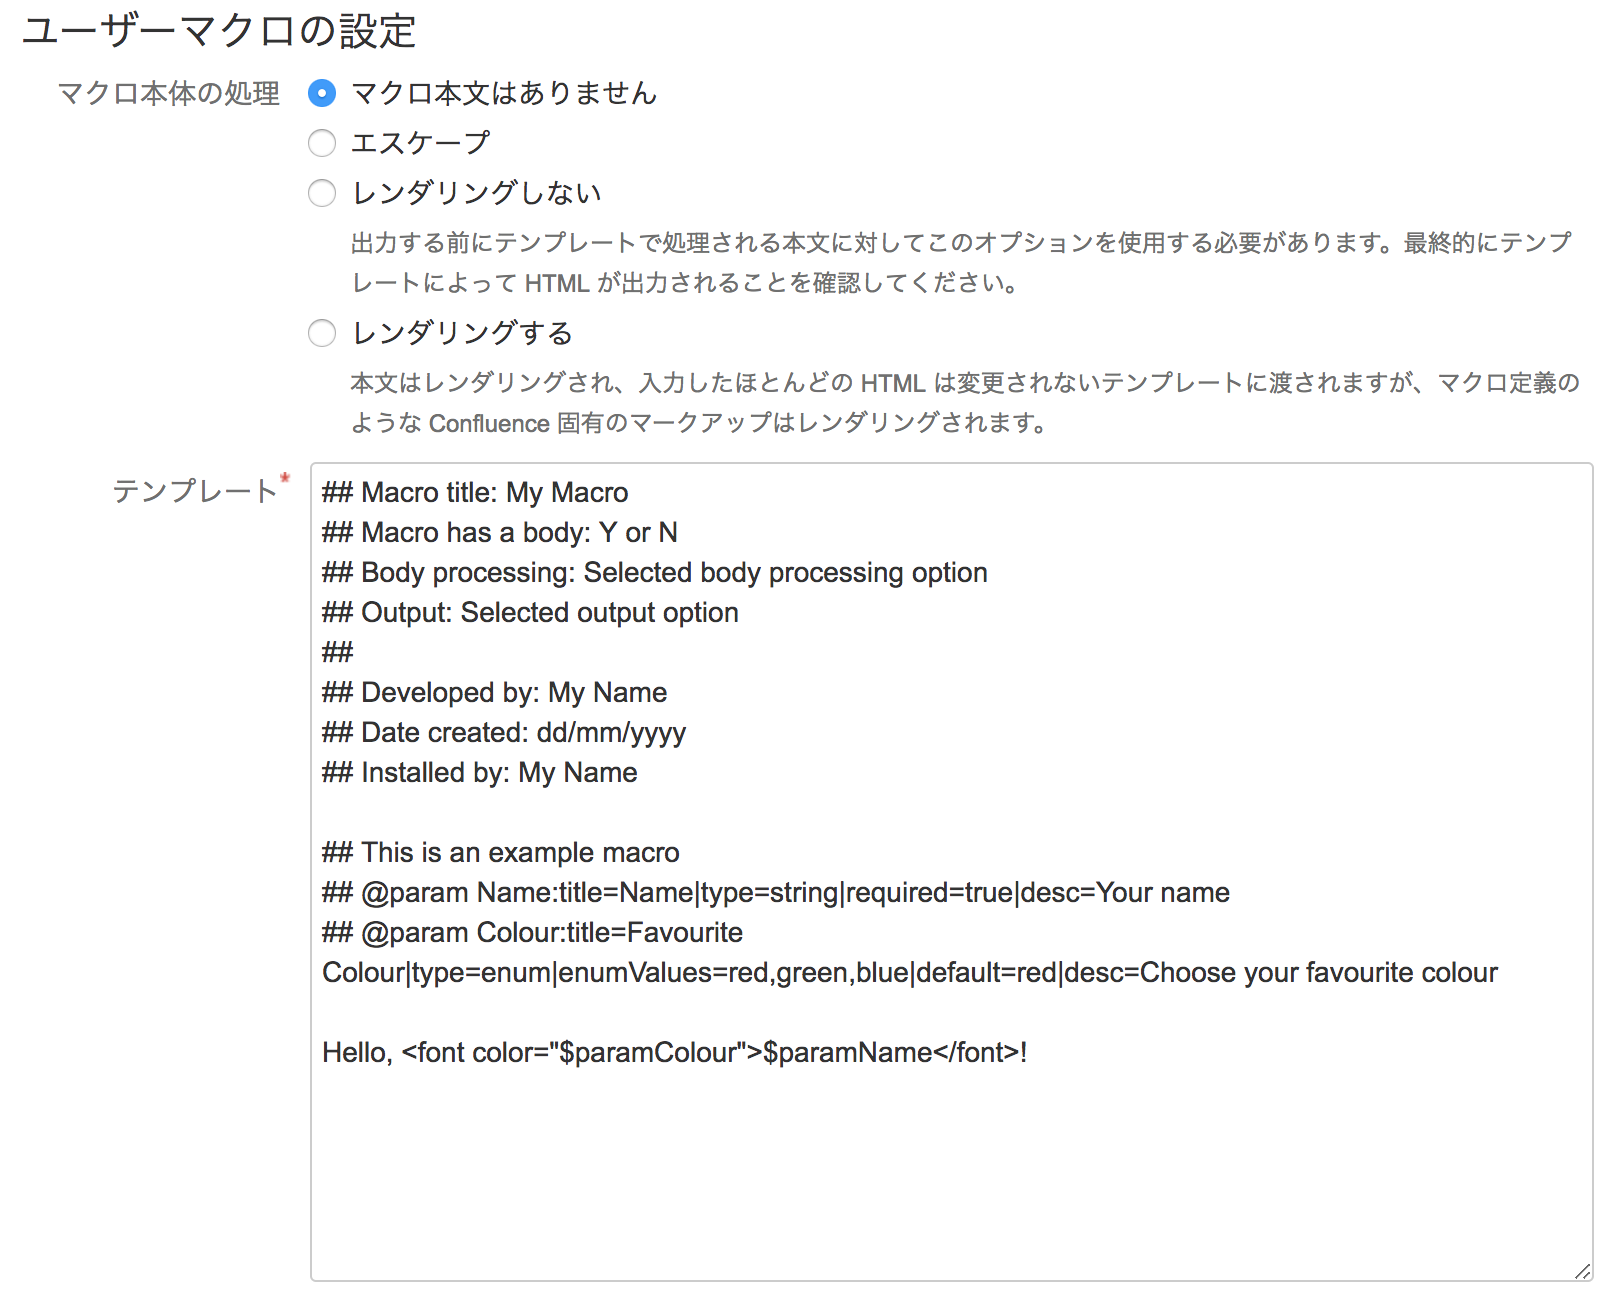 ユーザーマクロの設定
マクロ本体の処理
マクロ本文はありません
エスケープ
レンダリングしない
出力する前にテンプレートで処理される本文に対してこのオプションを使用する必要があります。最終的にテンプ
レートによって HTML が出力されることを確認してください。
レンダリングする
本文はレンダリングされ、入力したほとんどの HTML は変更されないテンプレートに渡されますが、マクロ定義の
ような Confluence 固有のマークアップはレンダリングされます。
テンプレート*
## Macro title: My Macro
## Macro has a body: Y or N
## Body processing: Selected body processing option
## Output: Selected output option
##
## Developed by: My Name
## Date created: dd/mm/yyyy
## Installed by: My Name
## This is an example macro
## @param Name:title=Name|type=string|required=true|desc=Your name
## @param Colour:title=Favourite
Colour|type=enum|enumValues=red,green,blue|default=red|desc=Choose your favourite colour
Hello, <font color="$paramColour">$paramName</font>!